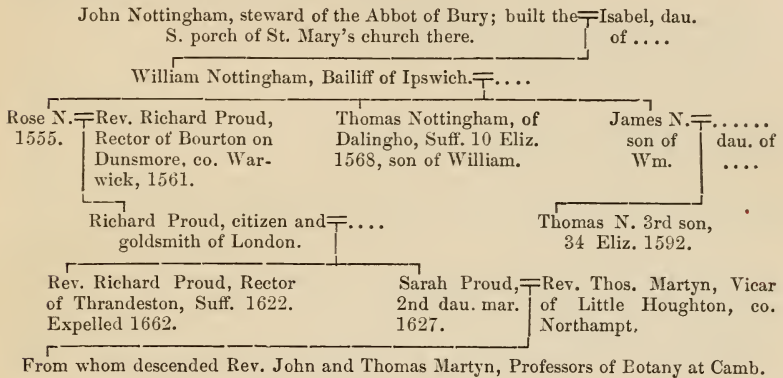 John Nottingham, steward of the Abbot of Bury; built the Isabel, dau.
S. porch of St. Mary's church there. of ....
William Nottingham, Bailiff of Ipswich. ....
Rose N. Rev. Richard Proud, Thomas Nottingham, of James N. ......
1555. Rector of Bourton on Dalingho, Suff. 10 Eliz. son of dau. of
Dunsmore, co. War- 1568, son of William. Wm. ....
wick, 1561.
Richard Proud, citizen and .... Thomas N. 3rd son,
goldsmith of London. 34 Eliz. 1592.
Rev. Richard Proud, Rector Sarah Proud, Rev. Thos. Martyn, Vicar
of Thrandeston, Suff. 1622. 2nd dau. mar. of Little Houghton, co.
Expelled 1662. 1627. Northampt.
From whom descended Rev. John and Thomas Martyn, Professors of Botany at Camb.